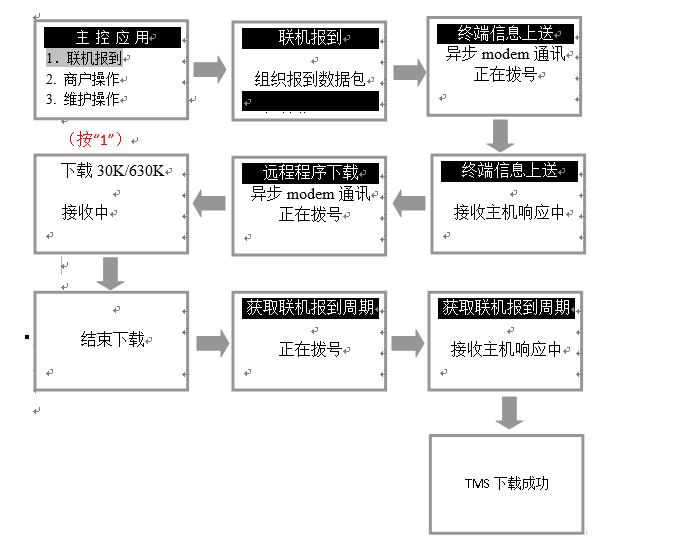 主 控 应 用
1. 联机报到
2. 商户操作
3. 维护操作
（按“1”）
联机报到
组织报到数据包
终端信息上送
异步 modem 通讯
正在拨号
终端信息上送
接收主机响应中
远程程序下载
异步 modem 通讯
正在拨号
下载 30K/630K
接收中
结束下载
获取联机报到周期
正在拨号
获取联机报到周期
接收主机响应中
TMS 下载成功